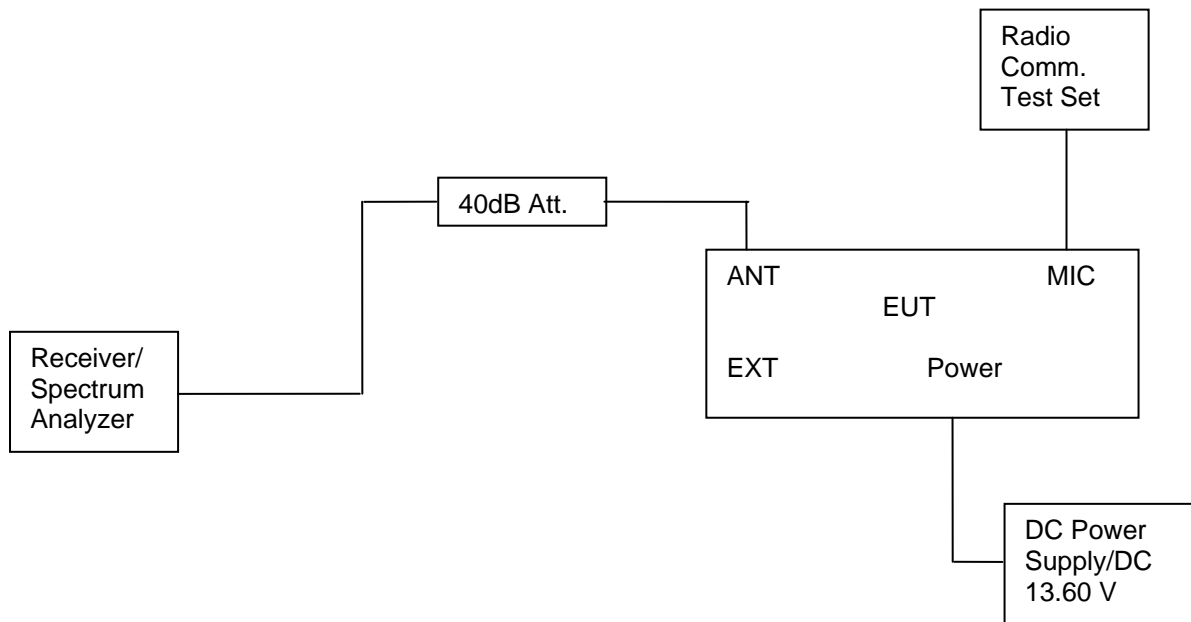 Radio
Comm.
Test Set
40dB Att.
ANT
MIC
EUT
EXT
Power
Receiver/
Spectrum
Analyzer
DC Power
Supply/DC
13.60 V